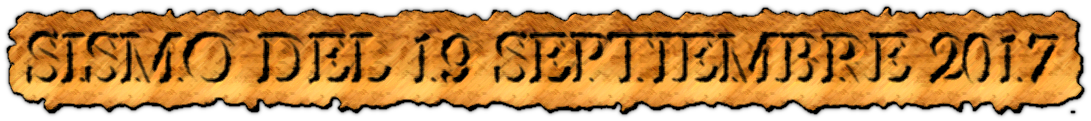 SISMO DEL 19 SEPTIEMBRE 2017